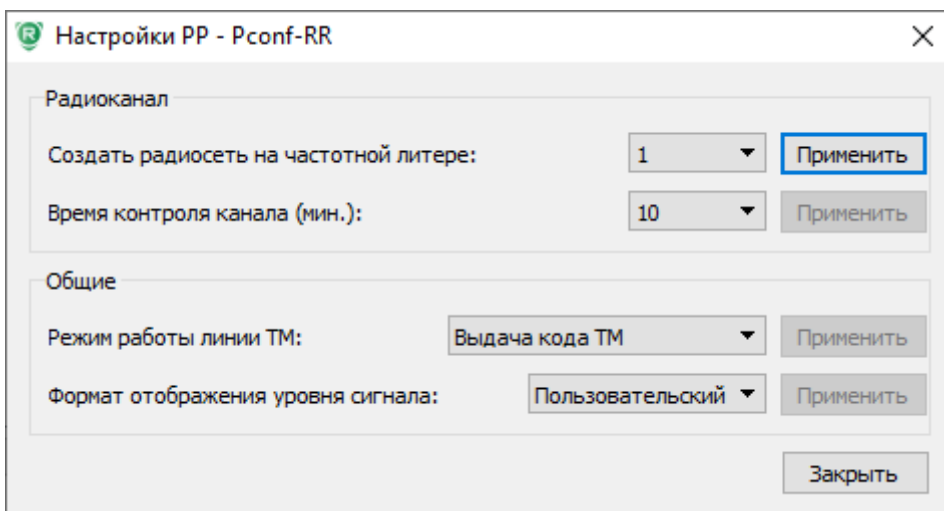 R
Настройки РР - Pconf-RR
Радиоканал
Создать радиосеть на частотной литере: 1 Применить
Время контроля канала (мин.): 10 Применить
Общие
Режим работы линии ТМ: Выдача кода ТМ Применить
Формат отображения уровня сигнала: Пользовательский Применить
Закрыть